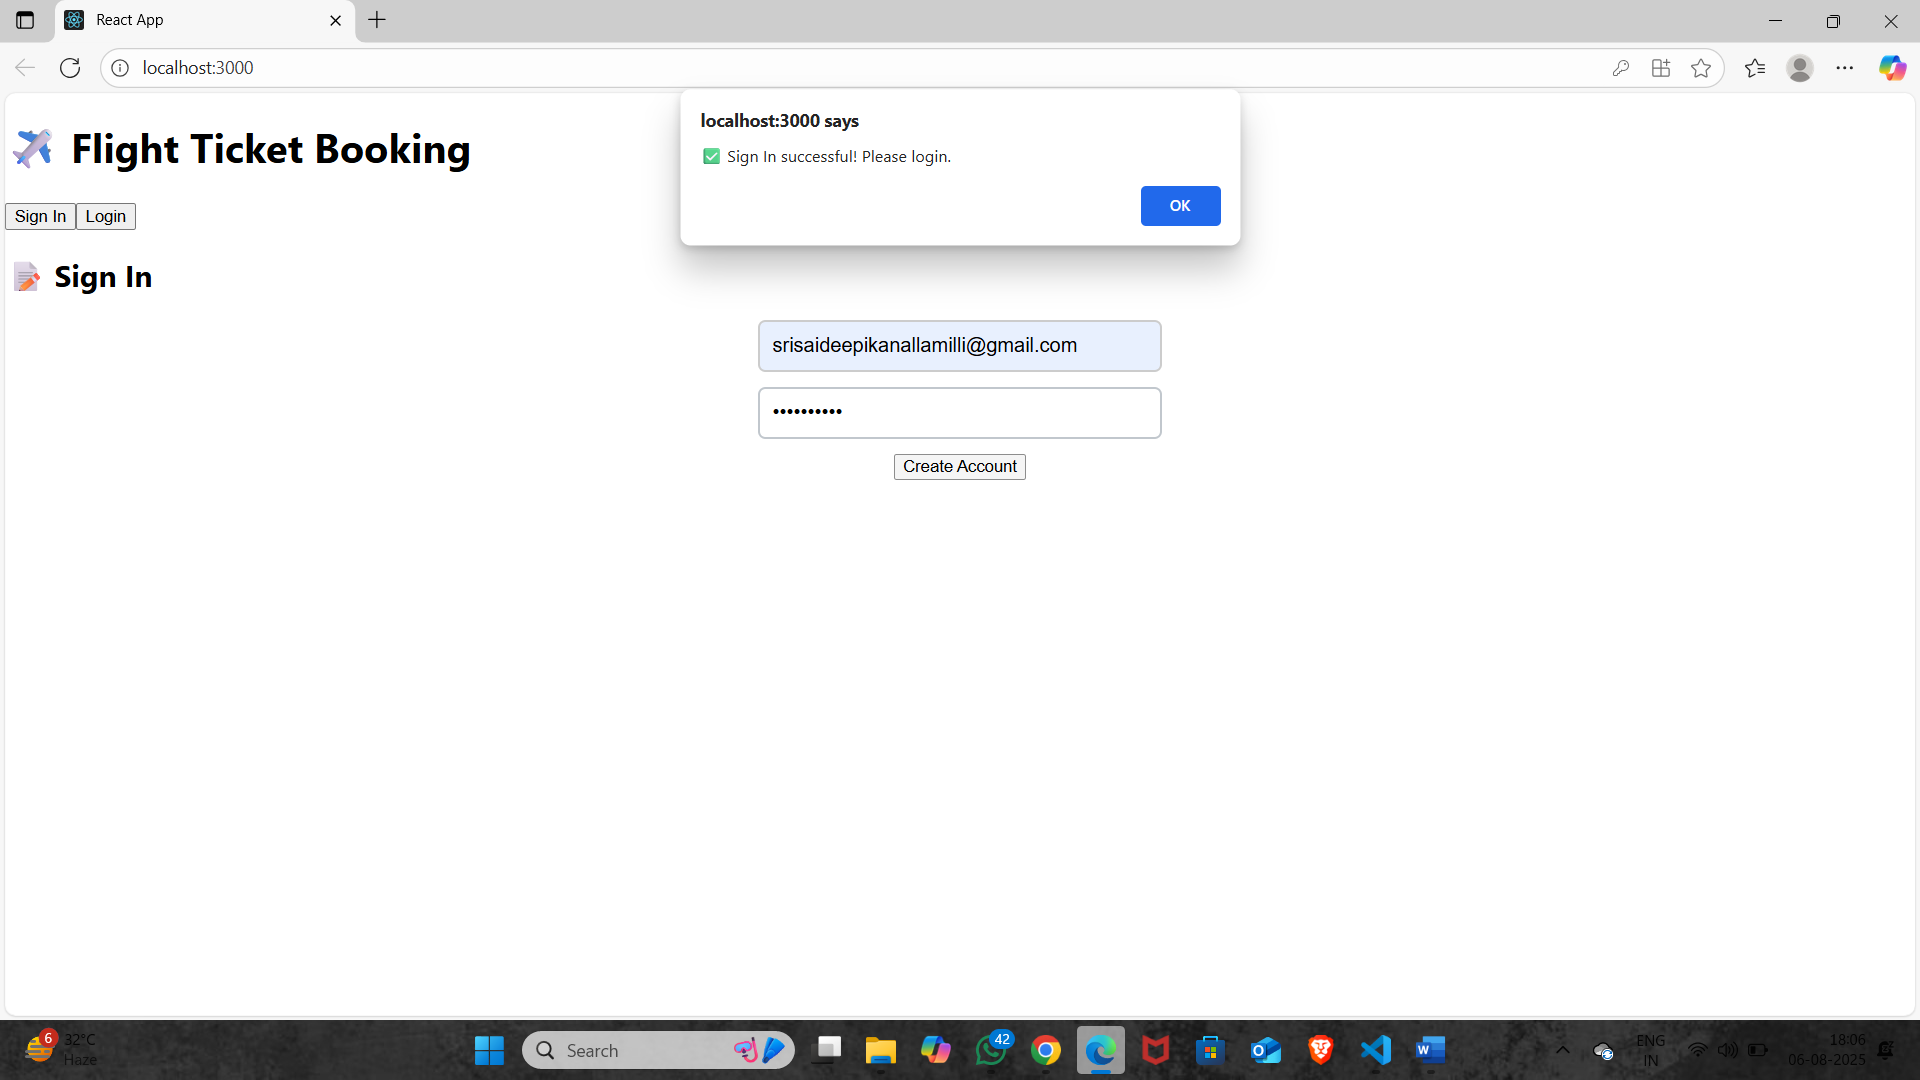 React App
localhost:3000
localhost:3000 says
✅ Sign In successful! Please login.
OK
✈️ Flight Ticket Booking
Sign In Login
📝 Sign In
srisaideepikanallamilli@gmail.com
••••••••••
Create Account
6
32°C
Haze
Search
42
ENG
IN
18:06
06-08-2025